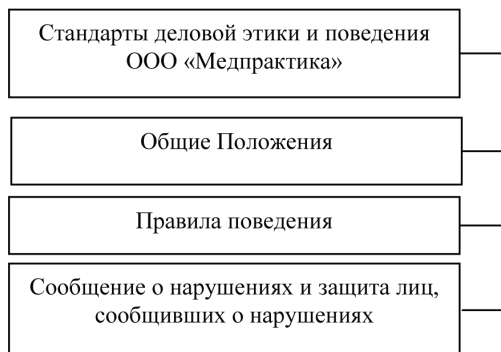 Стандарты деловой этики и поведения
ООО «Медпрактика»
Общие Положения
Правила поведения
Сообщение о нарушениях и защита лиц,
сообщивших о нарушениях